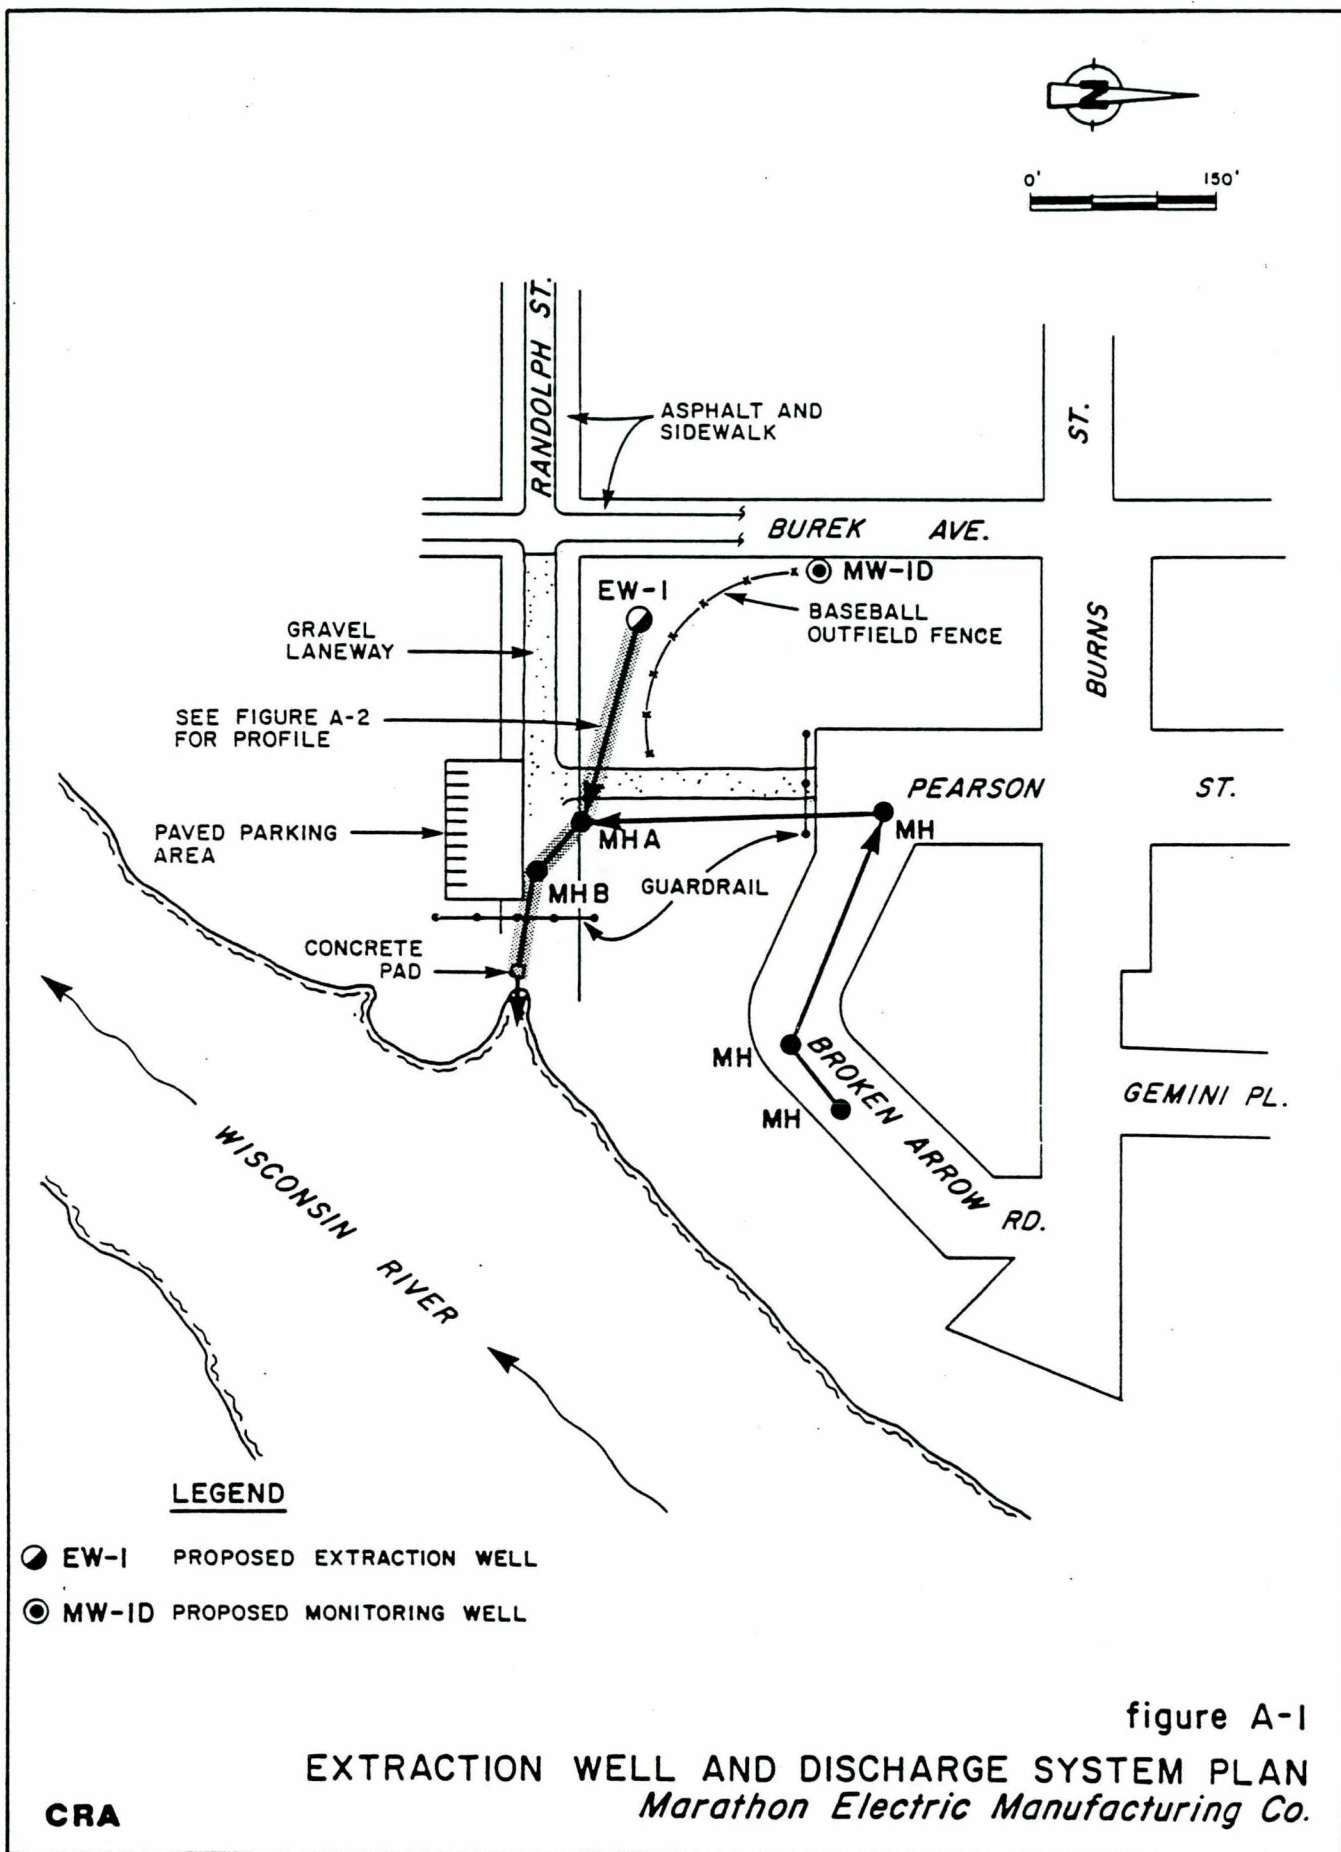 N
0' 150'
RANDOLPH ST.
ASPHALT AND
SIDEWALK
ST.
BUREK AVE.
EW-1
MW-1D
BASEBALL
OUTFIELD FENCE
BURNS
GRAVEL
LANEWAY
SEE FIGURE A-2
FOR PROFILE
PEARSON ST.
PAVED PARKING
AREA
MHA
MH
MHB
GUARDRAIL
CONCRETE
PAD
MH
BROKEN ARROW
RD.
MH
GEMINI PL.
WISCONSIN RIVER
LEGEND
EW-1 PROPOSED EXTRACTION WELL
MW-1D PROPOSED MONITORING WELL
figure A-1
EXTRACTION WELL AND DISCHARGE SYSTEM PLAN
Marathon Electric Manufacturing Co.
CRA